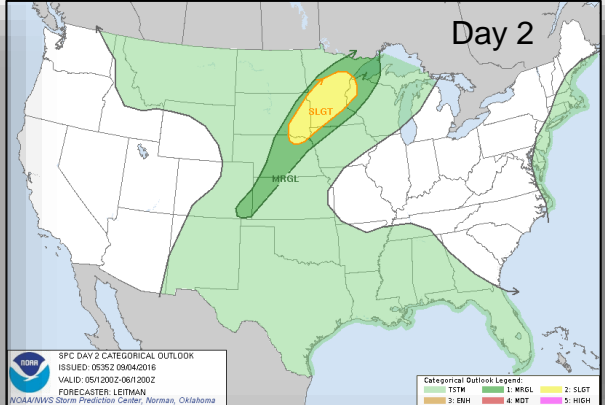 Day 2
SLGT
MRGL
NOAA
SPC DAY 2 CATEGORICAL OUTLOOK
ISSUED: 0535Z 09/04/2016
VALID: 05/1200Z-06/1200Z
FORECASTER: LEITMAN
NOAA/NWS Storm Prediction Center, Norman, Oklahoma
Categorical Outlook Legend:
TSTM 1: MRGL 2: SLGT
3: ENH 4: MDT 5: HIGH